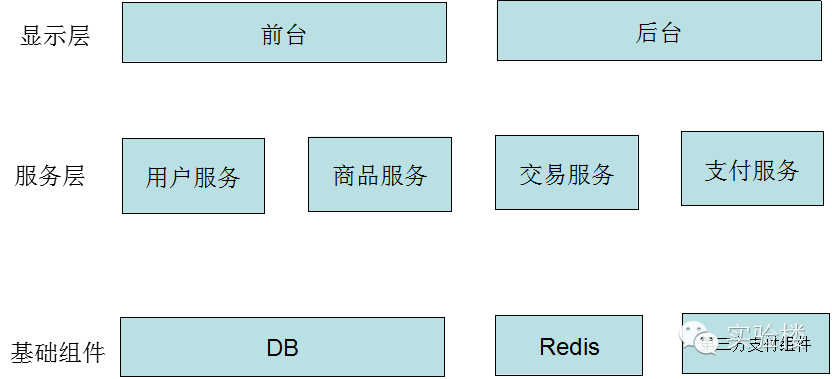 显示层
前台
后台
服务层
用户服务
商品服务
交易服务
支付服务
基础组件
DB
Redis
三方支付组件
实验楼